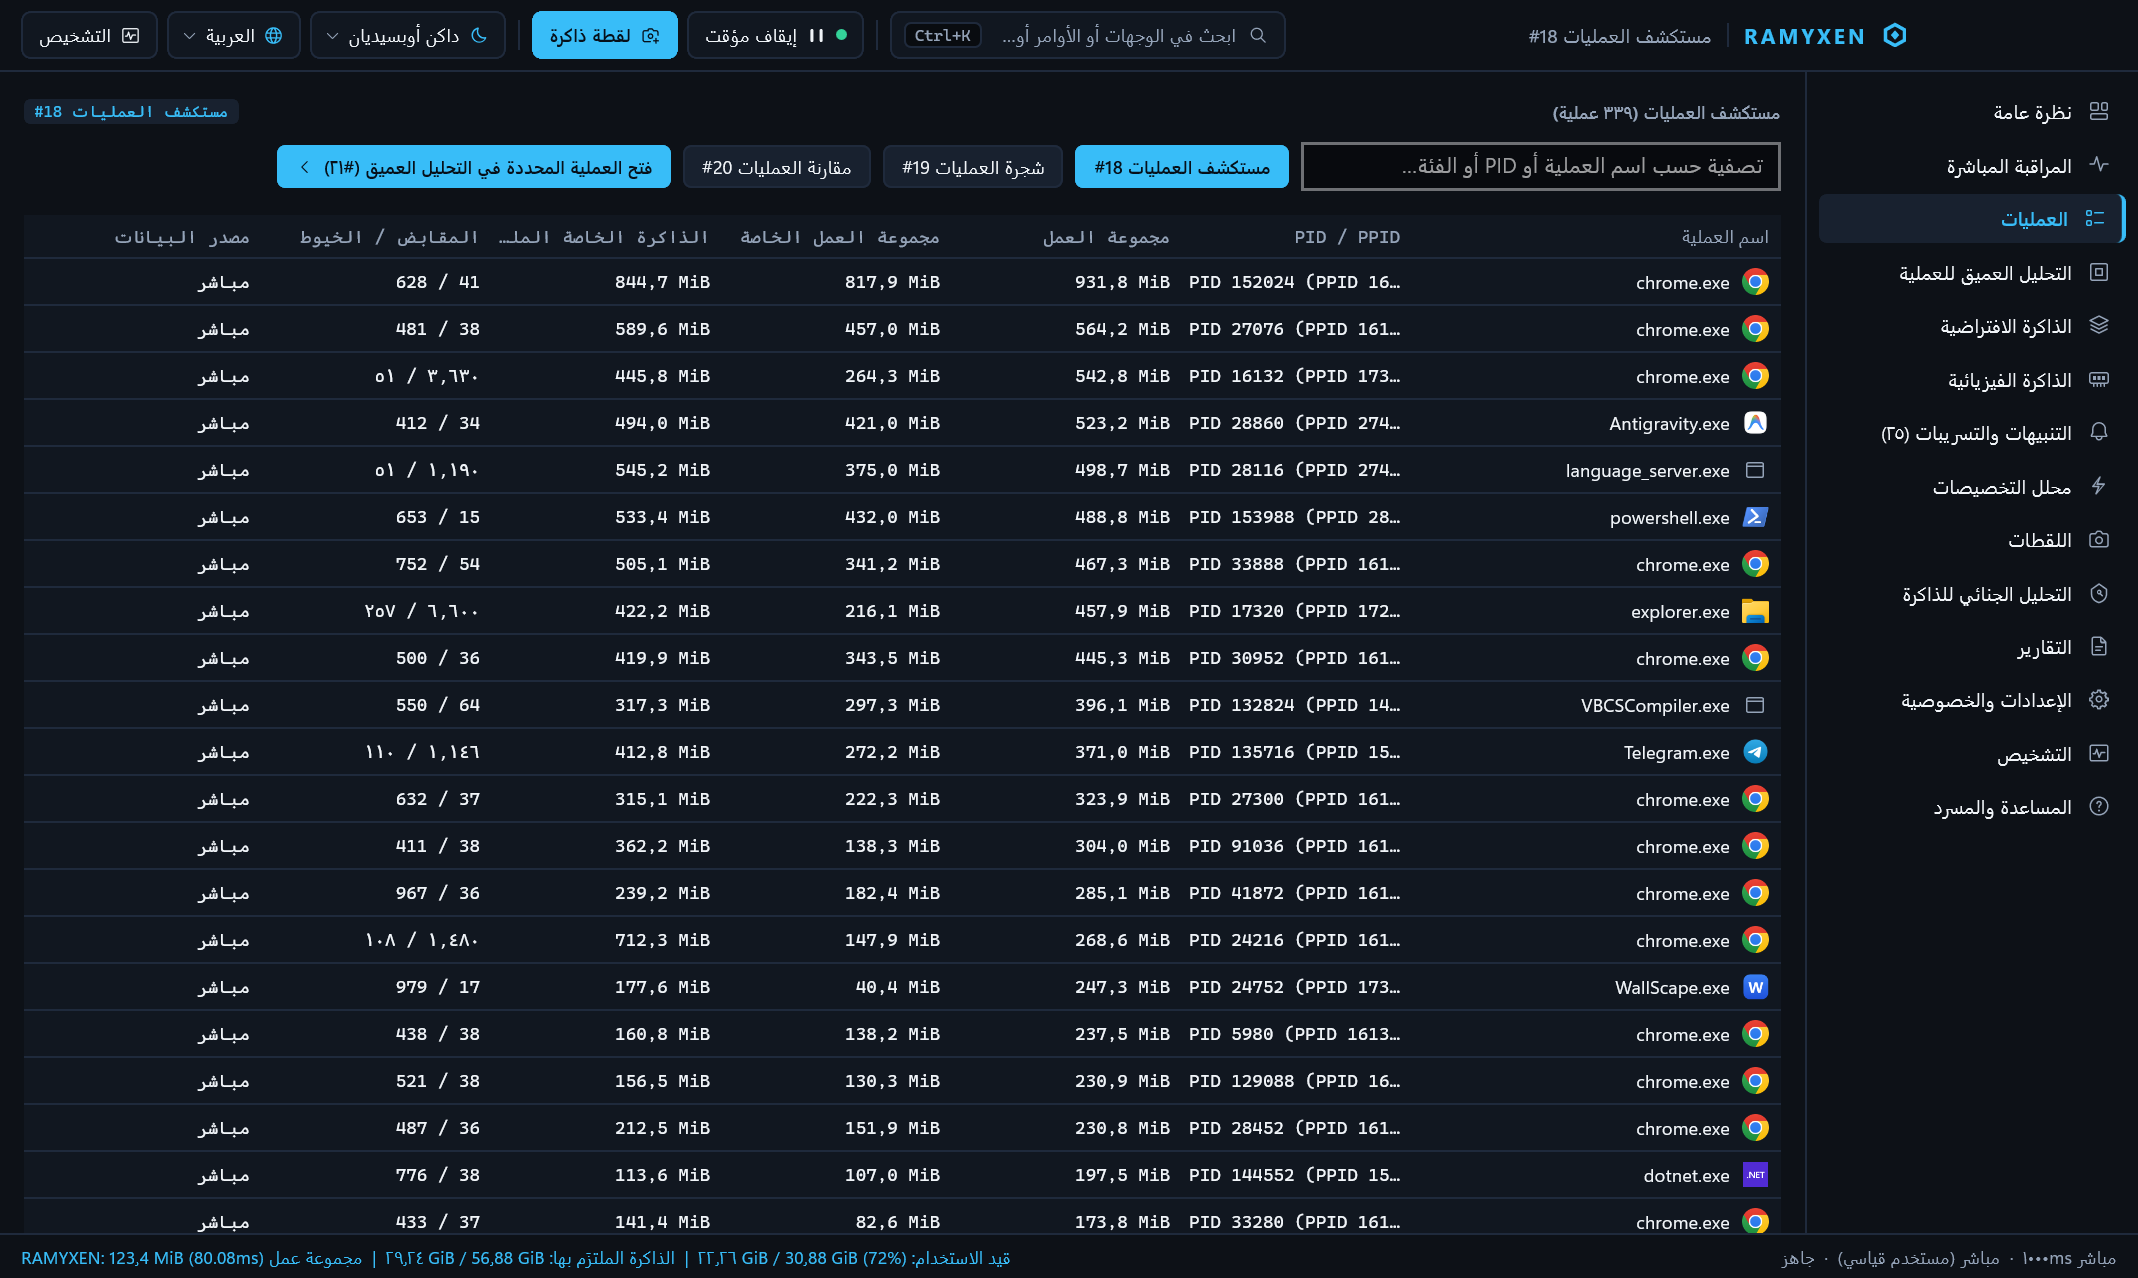 RAMYXEN
مستكشف العمليات 18#
ابحث في الوجهات أو الأوامر أو...
Ctrl+K
إيقاف مؤقت
لقطة ذاكرة
داكن أوبسيديان
العربية
التشخيص
نظرة عامة
المراقبة المباشرة
العمليات
التحليل العميق للعملية
الذاكرة الافتراضية
الذاكرة الفيزيائية
التنبيهات والتسريبات (٢٥)
محلل التخصيصات
اللقطات
التحليل الجنائي للذاكرة
التقارير
الإعدادات والخصوصية
التشخيص
المساعدة والمسرد
مستكشف العمليات (٣٣٩ عملية)
مستكشف العمليات 18#
تصفية حسب اسم العملية أو PID أو الفئة...
مستكشف العمليات 18#
شجرة العمليات 19#
مقارنة العمليات 20#
فتح العملية المحددة في التحليل العميق (#٢١)
اسم العملية PID / PPID مجموعة العمل مجموعة العمل الخاصة الذاكرة الخاصة الملـ… المقابض / الخيوط مصدر البيانات
chrome.exe PID 152024 (PPID 16… 931,8 MiB 817,9 MiB 844,7 MiB 628 / 41 مباشر
chrome.exe PID 27076 (PPID 161… 564,2 MiB 457,0 MiB 589,6 MiB 481 / 38 مباشر
chrome.exe PID 16132 (PPID 173… 542,8 MiB 264,3 MiB 445,8 MiB ٣,٦٣٠ / ٥١ مباشر
Antigravity.exe PID 28860 (PPID 274… 523,2 MiB 421,0 MiB 494,0 MiB 412 / 34 مباشر
language_server.exe PID 28116 (PPID 274… 498,7 MiB 375,0 MiB 545,2 MiB ١,١٩٠ / ٥١ مباشر
powershell.exe PID 153988 (PPID 28… 488,8 MiB 432,0 MiB 533,4 MiB 653 / 15 مباشر
chrome.exe PID 33888 (PPID 161… 467,3 MiB 341,2 MiB 505,1 MiB 752 / 54 مباشر
explorer.exe PID 17320 (PPID 172… 457,9 MiB 216,1 MiB 422,2 MiB ٦,٦٠٠ / ٢٥٧ مباشر
chrome.exe PID 30952 (PPID 161… 445,3 MiB 343,5 MiB 419,9 MiB 500 / 36 مباشر
VBCSCompiler.exe PID 132824 (PPID 14… 396,1 MiB 297,3 MiB 317,3 MiB 550 / 64 مباشر
Telegram.exe PID 135716 (PPID 15… 371,0 MiB 272,2 MiB 412,8 MiB ١,١٤٦ / ١١٠ مباشر
chrome.exe PID 27300 (PPID 161… 323,9 MiB 222,3 MiB 315,1 MiB 632 / 37 مباشر
chrome.exe PID 91036 (PPID 161… 304,0 MiB 138,3 MiB 362,2 MiB 411 / 38 مباشر
chrome.exe PID 41872 (PPID 161… 285,1 MiB 182,4 MiB 239,2 MiB 967 / 36 مباشر
chrome.exe PID 24216 (PPID 161… 268,6 MiB 147,9 MiB 712,3 MiB ١,٤٨٠ / ١٠٨ مباشر
W WallScape.exe PID 24752 (PPID 173… 247,3 MiB 40,4 MiB 177,6 MiB 979 / 17 مباشر
chrome.exe PID 5980 (PPID 1613… 237,5 MiB 138,2 MiB 160,8 MiB 438 / 38 مباشر
chrome.exe PID 129088 (PPID 16… 230,9 MiB 130,3 MiB 156,5 MiB 521 / 38 مباشر
chrome.exe PID 28452 (PPID 161… 230,8 MiB 151,9 MiB 212,5 MiB 487 / 36 مباشر
.NET dotnet.exe PID 144552 (PPID 15… 197,5 MiB 107,0 MiB 113,6 MiB 776 / 38 مباشر
chrome.exe PID 33280 (PPID 161… 173,8 MiB 82,6 MiB 141,4 MiB 433 / 37 مباشر
مباشر ١٠٠٠ms · مباشر (مستخدم قياسي) · جاهز
قيد الاستخدام: ٢٢,٢٦ GiB / 30,88 GiB (72%) | الذاكرة الملتزم بها: ٢٩,٢٤ GiB / 56,88 GiB | مجموعة عمل RAMYXEN: 123,4 MiB (80.08ms)